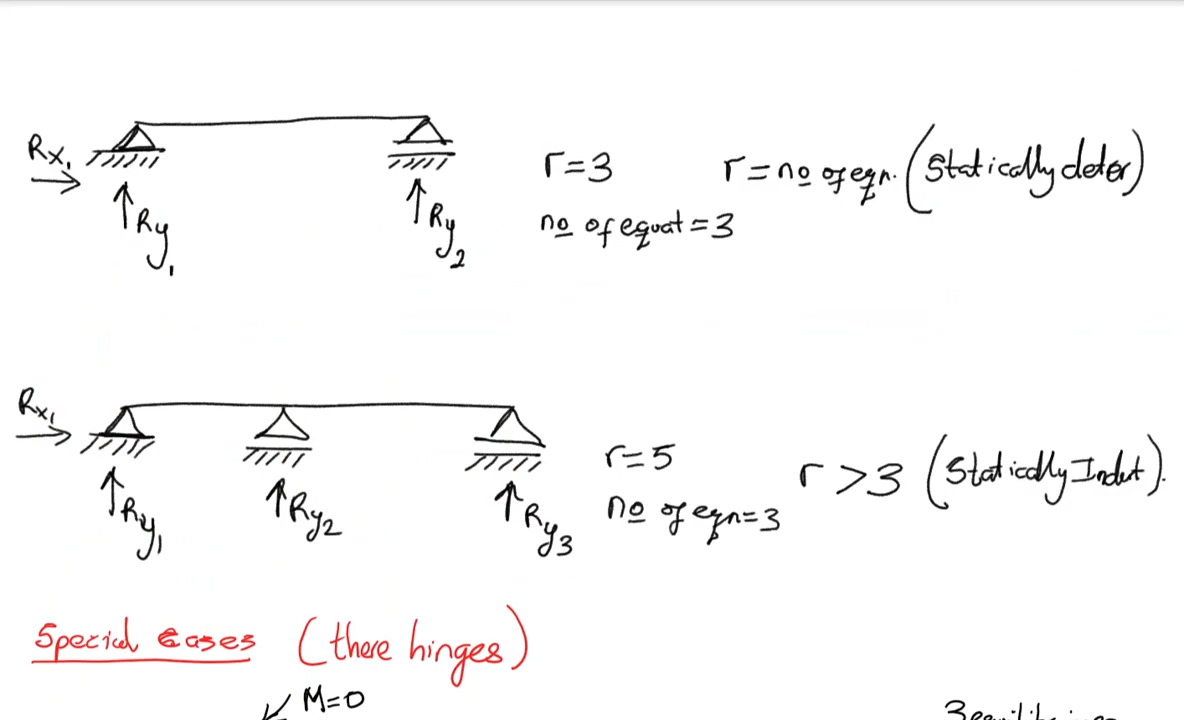 Rx1
Ry1
Ry2
r=3
no of equat=3
r=no of eqn. (Statically deter)
Rx1
Ry1
Ry2
Ry3
r=5
no of eqn=3
r>3 (Statically Indet).
Special Cases (there hinges)
M=0